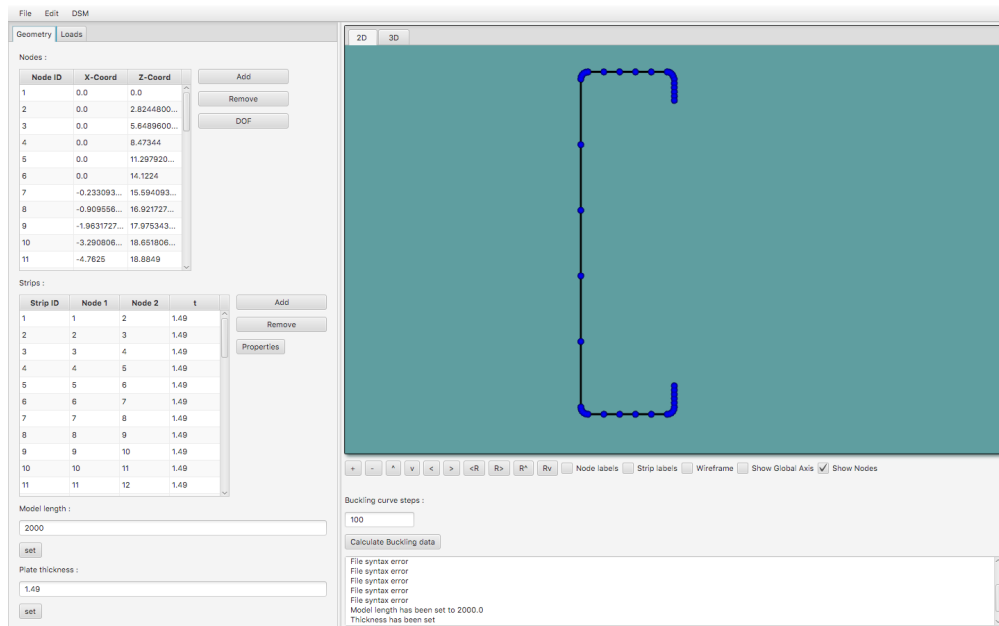 File Edit DSM
Geometry Loads
Nodes :
Node ID X-Coord Z-Coord
1 0.0 0.0
2 0.0 2.8244800...
3 0.0 5.6489600...
4 0.0 8.47344
5 0.0 11.297920...
6 0.0 14.1224
7 -0.233093... 15.594093...
8 -0.909556... 16.921727...
9 -1.9631727... 17.975343...
10 -3.290806... 18.651806...
11 -4.7625 18.8849
Add
Remove
DOF
Strips :
Strip ID Node 1 Node 2 t
1 1 2 1.49
2 2 3 1.49
3 3 4 1.49
4 4 5 1.49
5 5 6 1.49
6 6 7 1.49
7 7 8 1.49
8 8 9 1.49
9 9 10 1.49
10 10 11 1.49
11 11 12 1.49
Add
Remove
Properties
Model length :
2000
set
Plate thickness :
1.49
set
2D 3D
+ - ^ v < > <R R> R^ Rv Node labels Strip labels Wireframe Show Global Axis Show Nodes
Buckling curve steps :
100
Calculate Buckling data
File syntax error
File syntax error
File syntax error
File syntax error
File syntax error
Model length has been set to 2000.0
Thickness has been set